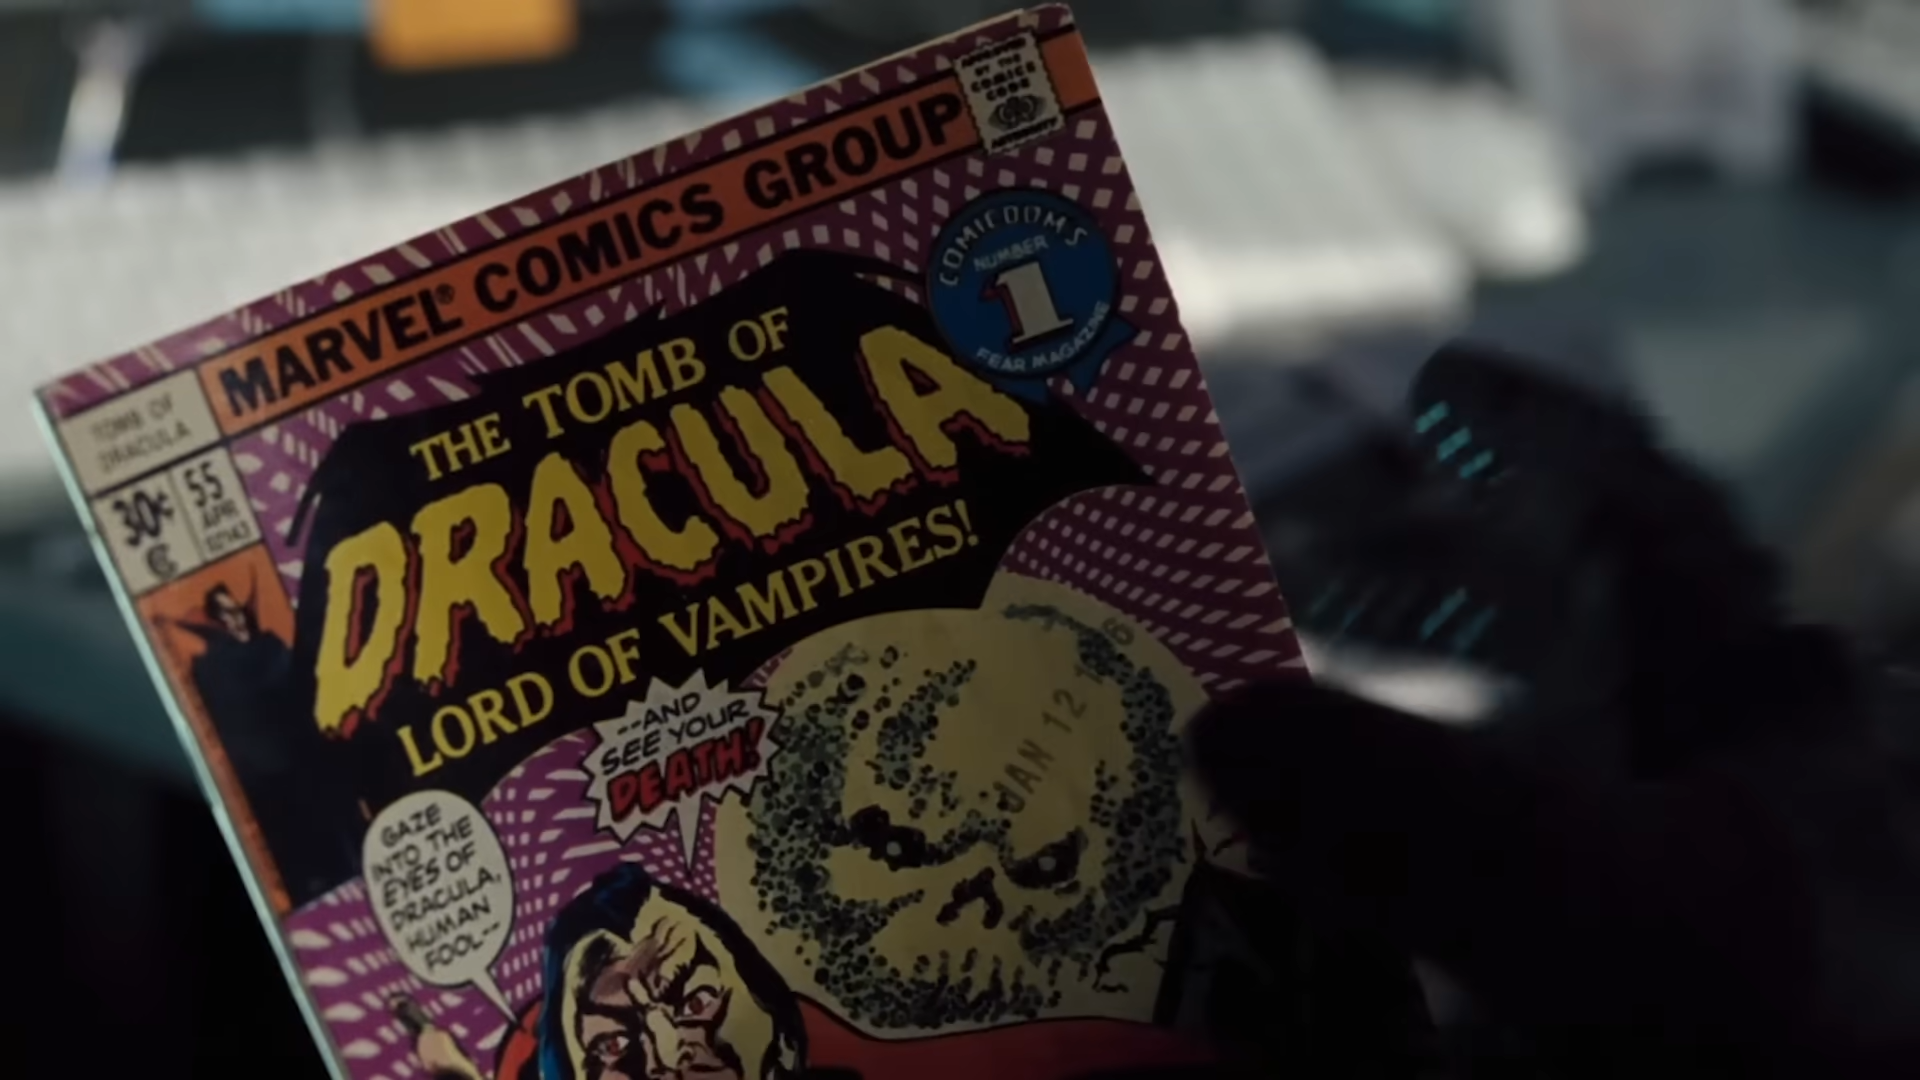 APPROVED
BY THE
COMICS
CODE
AUTHORITY
MARVEL® COMICS GROUP
COMICDOM'S
NUMBER
1
FEAR MAGAZINE
TOMB OF
DRACULA
30¢
55
APR
02143
THE TOMB OF
DRACULA
LORD OF VAMPIRES!
--AND
SEE YOUR
DEATH!
JAN 12
GAZE
INTO THE
EYES OF
DRACULA,
HUMAN
FOOL--